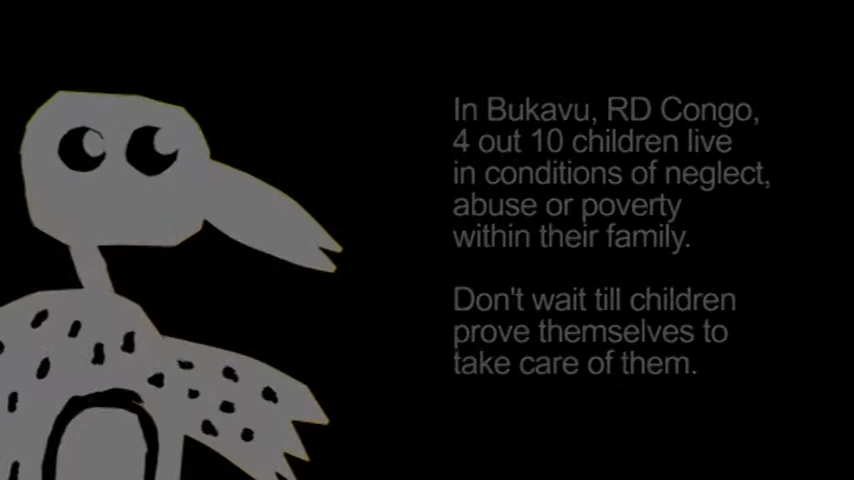 In Bukavu, RD Congo,
4 out 10 children live
in conditions of neglect,
abuse or poverty
within their family.
Don't wait till children
prove themselves to
take care of them.